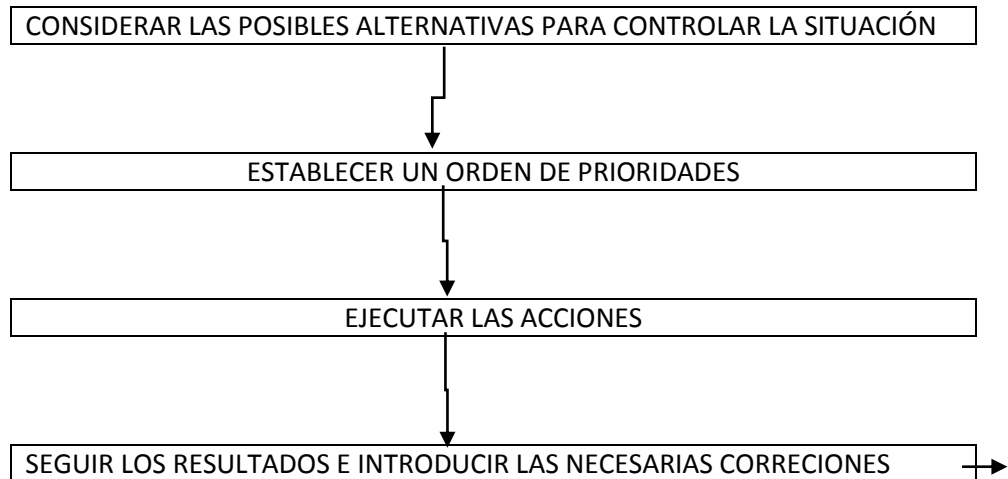 CONSIDERAR LAS POSIBLES ALTERNATIVAS PARA CONTROLAR LA SITUACIÓN
ESTABLECER UN ORDEN DE PRIORIDADES
EJECUTAR LAS ACCIONES
SEGUIR LOS RESULTADOS E INTRODUCIR LAS NECESARIAS CORRECIONES